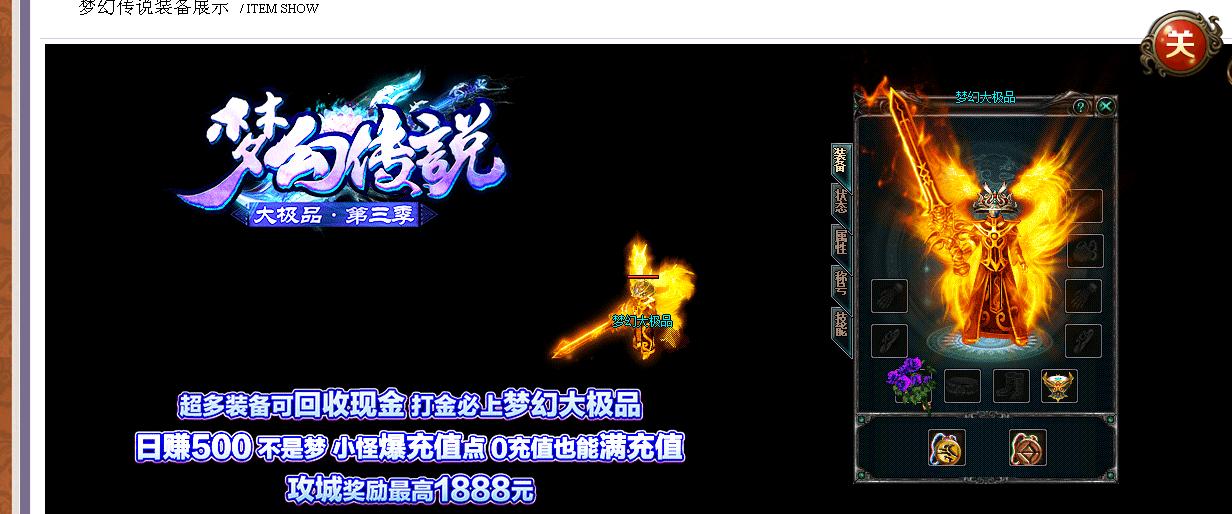 梦幻传说装备展示 / ITEM SHOW
关
梦幻传说
大极品·第三季
梦幻大极品
?
装备
状态
属性
称号
技能
梦幻大极品
超多装备可回收现金 打金必上梦幻大极品
日赚500 不是梦 小怪爆充值点 0充值也能满充值
攻城奖励最高1888元